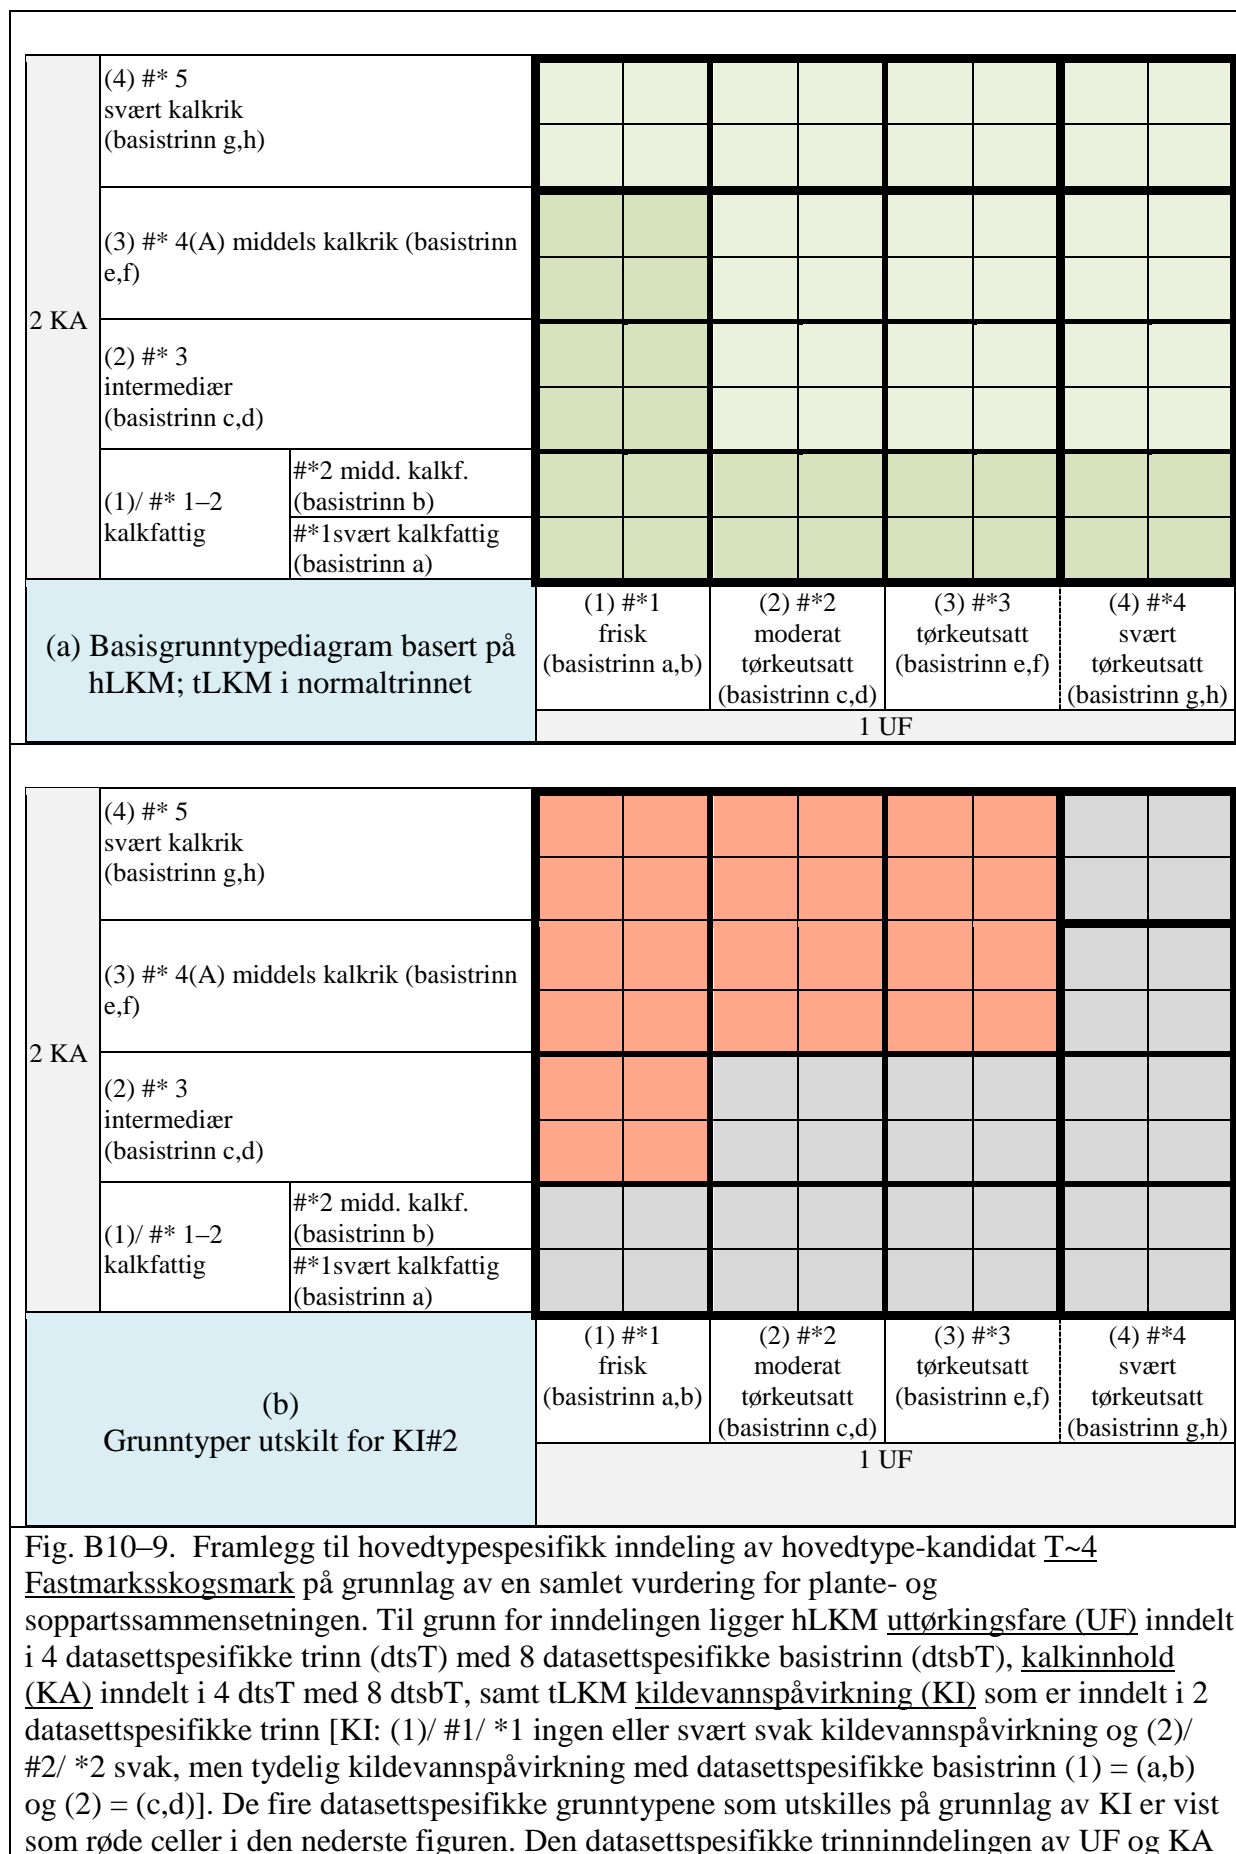 (4) #* 5
svært kalkrik
(basistrinn g,h)
(3) #* 4(A) middels kalkrik (basistrinn
e,f)
2 KA
(2) #* 3
intermediær
(basistrinn c,d)
(1)/ #* 1–2
kalkfattig
#*2 midd. kalkf.
(basistrinn b)
#*1svært kalkfattig
(basistrinn a)
(a) Basisgrunntypediagram basert på
hLKM; tLKM i normaltrinnet
(1) #*1
frisk
(basistrinn a,b)
(2) #*2
moderat
tørkeutsatt
(basistrinn c,d)
(3) #*3
tørkeutsatt
(basistrinn e,f)
(4) #*4
svært
tørkeutsatt
(basistrinn g,h)
1 UF
(4) #* 5
svært kalkrik
(basistrinn g,h)
(3) #* 4(A) middels kalkrik (basistrinn
e,f)
2 KA
(2) #* 3
intermediær
(basistrinn c,d)
(1)/ #* 1–2
kalkfattig
#*2 midd. kalkf.
(basistrinn b)
#*1svært kalkfattig
(basistrinn a)
(b)
Grunntyper utskilt for KI#2
(1) #*1
frisk
(basistrinn a,b)
(2) #*2
moderat
tørkeutsatt
(basistrinn c,d)
(3) #*3
tørkeutsatt
(basistrinn e,f)
(4) #*4
svært
tørkeutsatt
(basistrinn g,h)
1 UF
Fig. B10–9.  Framlegg til hovedtypespesifikk inndeling av hovedtype-kandidat T~4
Fastmarksskogsmark på grunnlag av en samlet vurdering for plante- og
soppartssammensetningen. Til grunn for inndelingen ligger hLKM uttørkingsfare (UF) inndelt
i 4 datasettspesifikke trinn (dtsT) med 8 datasettspesifikke basistrinn (dtsbT), kalkinnhold
(KA) inndelt i 4 dtsT med 8 dtsbT, samt tLKM kildevannspåvirkning (KI) som er inndelt i 2
datasettspesifikke trinn [KI: (1)/ #1/ *1 ingen eller svært svak kildevannspåvirkning og (2)/
#2/ *2 svak, men tydelig kildevannspåvirkning med datasettspesifikke basistrinn (1) = (a,b)
og (2) = (c,d)]. De fire datasettspesifikke grunntypene som utskilles på grunnlag av KI er vist
som røde celler i den nederste figuren. Den datasettspesifikke trinninndelingen av UF og KA